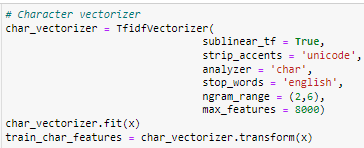 # Character vectorizer
char_vectorizer = TfidfVectorizer(
sublinear_tf = True,
strip_accents = 'unicode',
analyzer = 'char',
stop_words = 'english',
ngram_range = (2,6),
max_features = 8000)
char_vectorizer.fit(x)
train_char_features = char_vectorizer.transform(x)